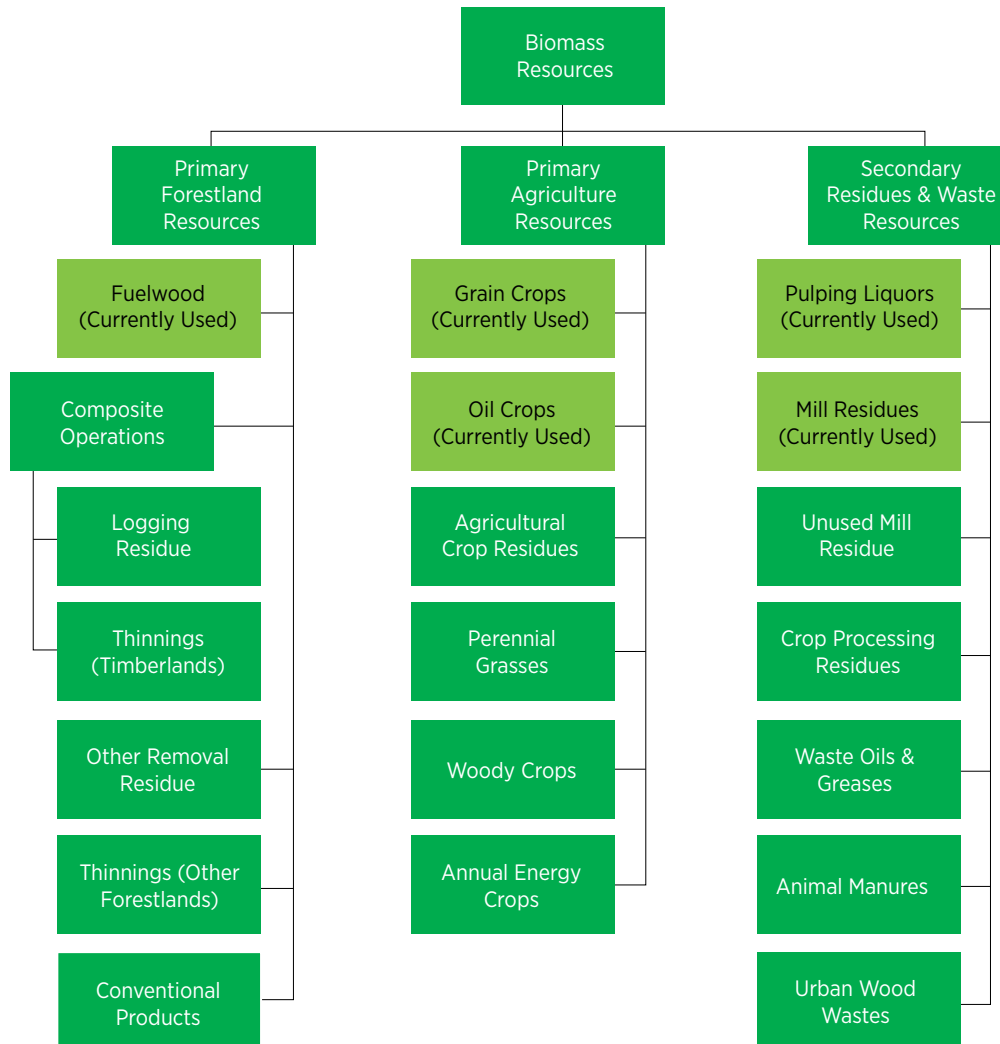 Biomass
Resources
Primary
Forestland
Resources
Primary
Agriculture
Resources
Secondary
Residues & Waste
Resources
Fuelwood
(Currently Used)
Composite
Operations
Logging
Residue
Thinnings
(Timberlands)
Other Removal
Residue
Thinnings (Other
Forestlands)
Conventional
Products
Grain Crops
(Currently Used)
Oil Crops
(Currently Used)
Agricultural
Crop Residues
Perennial
Grasses
Woody Crops
Annual Energy
Crops
Pulping Liquors
(Currently Used)
Mill Residues
(Currently Used)
Unused Mill
Residue
Crop Processing
Residues
Waste Oils &
Greases
Animal Manures
Urban Wood
Wastes